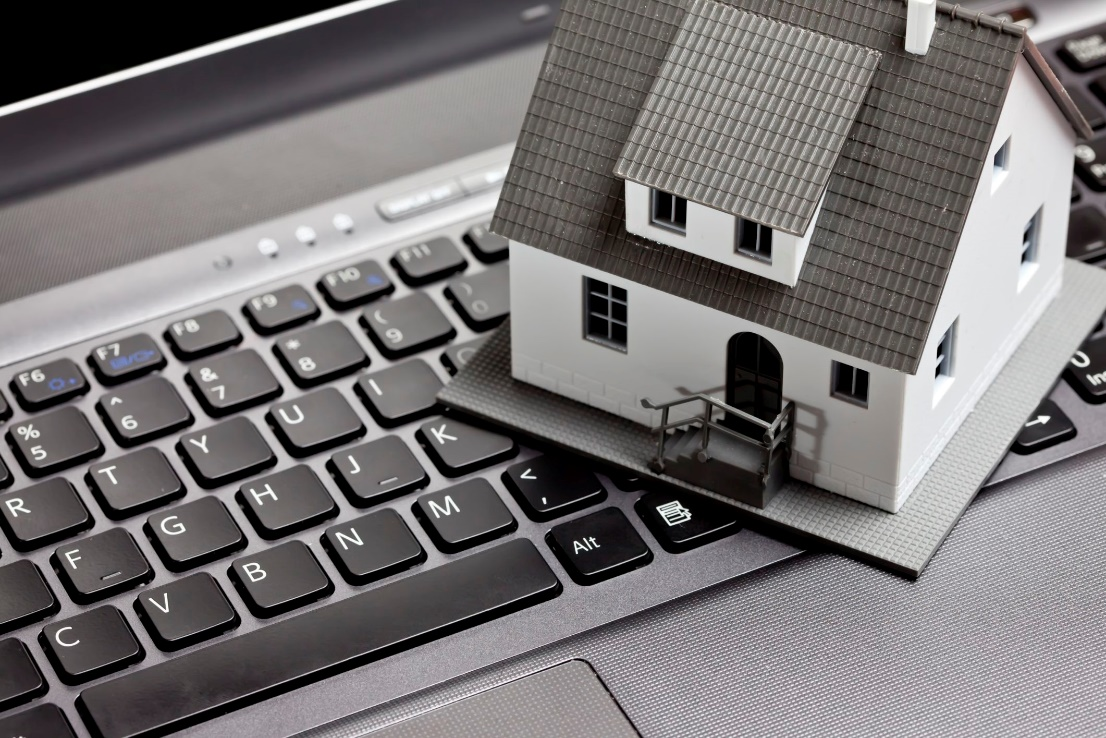 F6 F7 F8 F9 F10 F11
% 5 ^ 6 & 7 * 8 ( 9 )
R T Y U I
F G H J K
C V B N M < ,
Alt